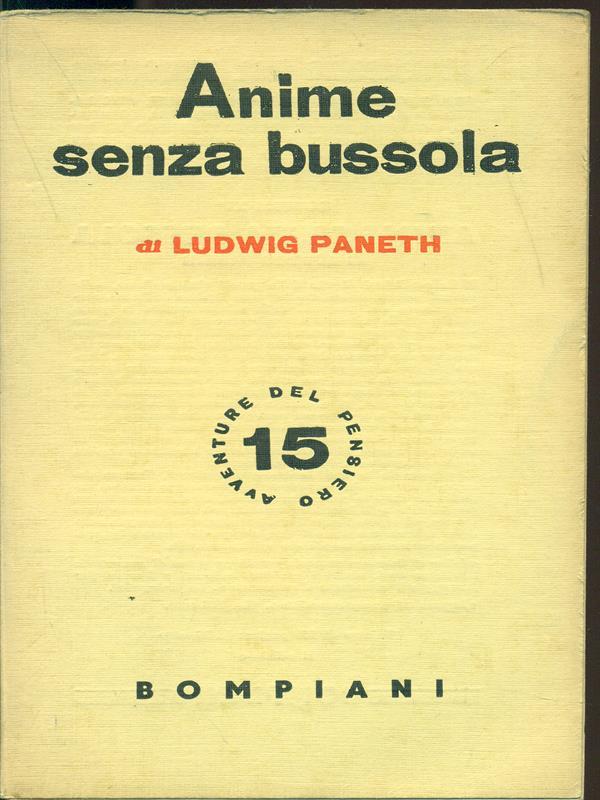 Anime
senza bussola
di LUDWIG PANETH
AVVENTURE DEL PENSIERO
15
BOMPIANI